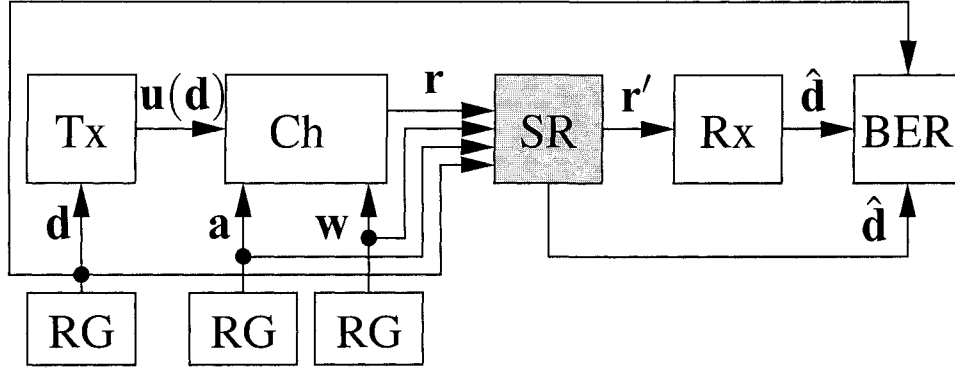 u(d) r r′ d̂
Tx Ch SR Rx BER
d a w d̂
RG RG RG